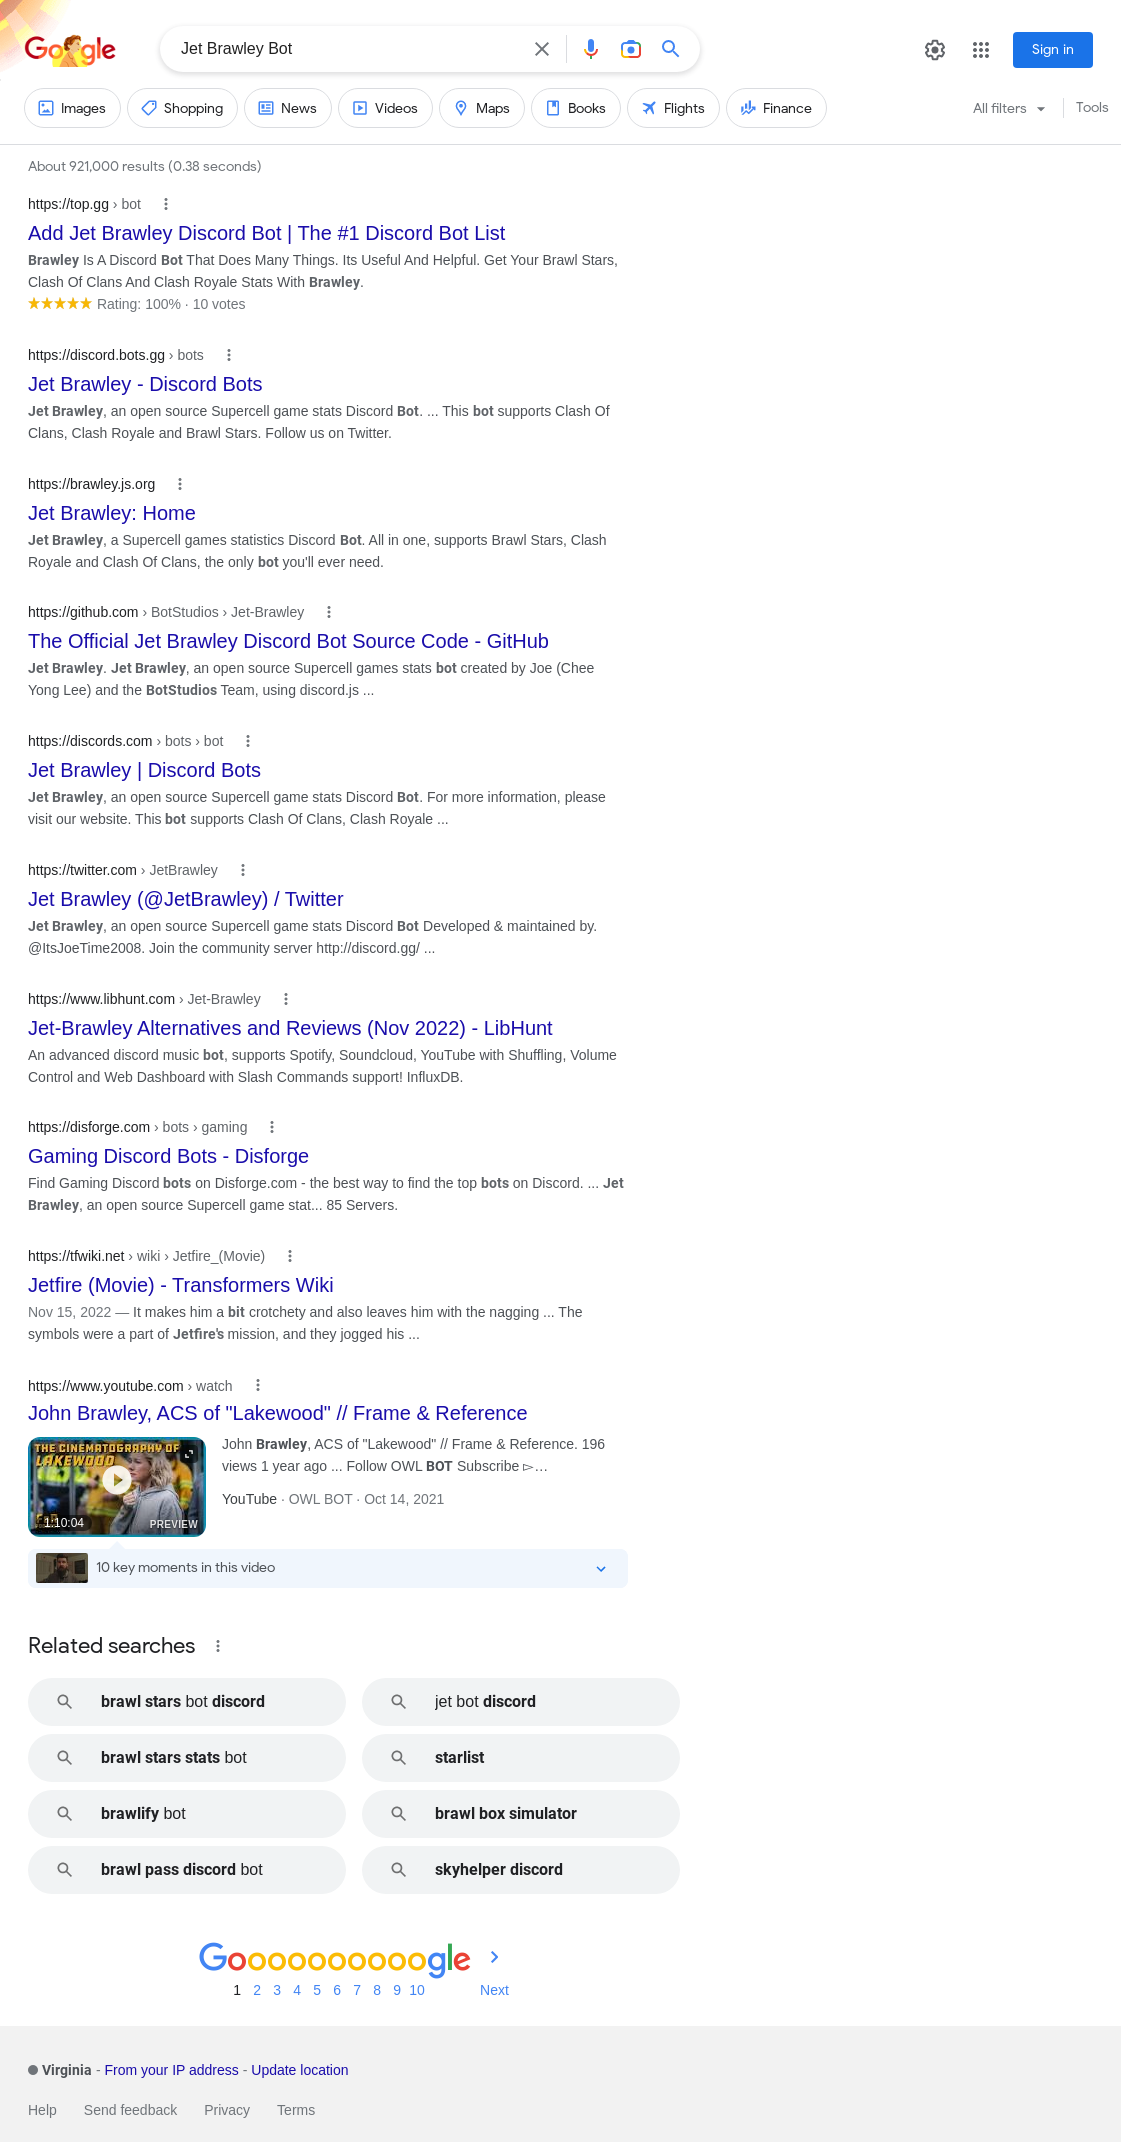 Google
Jet Brawley Bot
Sign in
Images
Shopping
News
Videos
Maps
Books
Flights
Finance
All filters
Tools
About 921,000 results (0.38 seconds)
https://top.gg › bot
Add Jet Brawley Discord Bot | The #1 Discord Bot List
Brawley Is A Discord Bot That Does Many Things. Its Useful And Helpful. Get Your Brawl Stars,
Clash Of Clans And Clash Royale Stats With Brawley.
Rating: 100% · 10 votes
https://discord.bots.gg › bots
Jet Brawley - Discord Bots
Jet Brawley, an open source Supercell game stats Discord Bot. ... This bot supports Clash Of
Clans, Clash Royale and Brawl Stars. Follow us on Twitter.
https://brawley.js.org
Jet Brawley: Home
Jet Brawley, a Supercell games statistics Discord Bot. All in one, supports Brawl Stars, Clash
Royale and Clash Of Clans, the only bot you'll ever need.
https://github.com › BotStudios › Jet-Brawley
The Official Jet Brawley Discord Bot Source Code - GitHub
Jet Brawley. Jet Brawley, an open source Supercell games stats bot created by Joe (Chee
Yong Lee) and the BotStudios Team, using discord.js ...
https://discords.com › bots › bot
Jet Brawley | Discord Bots
Jet Brawley, an open source Supercell game stats Discord Bot. For more information, please
visit our website. This bot supports Clash Of Clans, Clash Royale ...
https://twitter.com › JetBrawley
Jet Brawley (@JetBrawley) / Twitter
Jet Brawley, an open source Supercell game stats Discord Bot Developed & maintained by.
@ItsJoeTime2008. Join the community server http://discord.gg/ ...
https://www.libhunt.com › Jet-Brawley
Jet-Brawley Alternatives and Reviews (Nov 2022) - LibHunt
An advanced discord music bot, supports Spotify, Soundcloud, YouTube with Shuffling, Volume
Control and Web Dashboard with Slash Commands support! InfluxDB.
https://disforge.com › bots › gaming
Gaming Discord Bots - Disforge
Find Gaming Discord bots on Disforge.com - the best way to find the top bots on Discord. ... Jet
Brawley, an open source Supercell game stat... 85 Servers.
https://tfwiki.net › wiki › Jetfire_(Movie)
Jetfire (Movie) - Transformers Wiki
Nov 15, 2022 — It makes him a bit crotchety and also leaves him with the nagging ... The
symbols were a part of Jetfire's mission, and they jogged his ...
https://www.youtube.com › watch
John Brawley, ACS of "Lakewood" // Frame & Reference
THE CINEMATOGRAPHY OF
LAKEWOOD
1:10:04
PREVIEW
John Brawley, ACS of "Lakewood" // Frame & Reference. 196
views 1 year ago ... Follow OWL BOT Subscribe ▻…
YouTube · OWL BOT · Oct 14, 2021
10 key moments in this video
Related searches
brawl stars bot discord
jet bot discord
brawl stars stats bot
starlist
brawlify bot
brawl box simulator
brawl pass discord bot
skyhelper discord
Goooooooooogle
1 2 3 4 5 6 7 8 9 10 Next
Virginia - From your IP address - Update location
Help Send feedback Privacy Terms